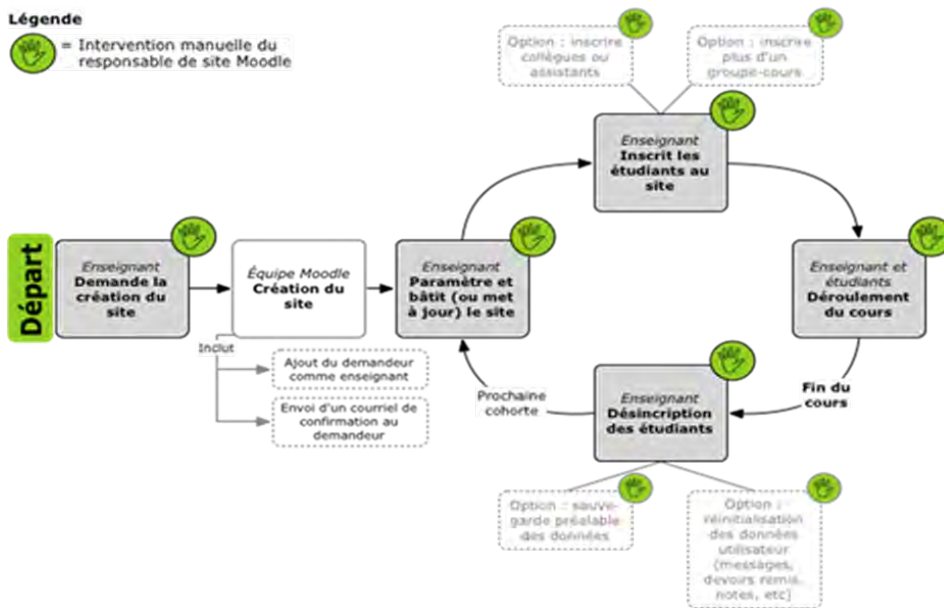 Légende
= Intervention manuelle du
responsable de site Moodle
Option : inscrire
collègues ou
assistants
Option : inscrire
plus d'un
groupe-cours
Enseignant
Inscrit les
étudiants au
site
Départ
Enseignant
Demande la
création du
site
Équipe Moodle
Création du
site
Enseignant
Paramètre et
bâtit (ou met
à jour) le site
Enseignant et
étudiants
Déroulement
du cours
Inclut
Ajout du demandeur
comme enseignant
Envoi d'un courriel de
confirmation au
demandeur
Prochaine
cohorte
Enseignant
Désincription
des étudiants
Fin du
cours
Option : sauve-
garde préalable
des données
Option :
réinitialisation
des données
utilisateur
(messages,
devoirs remis,
notes, etc)